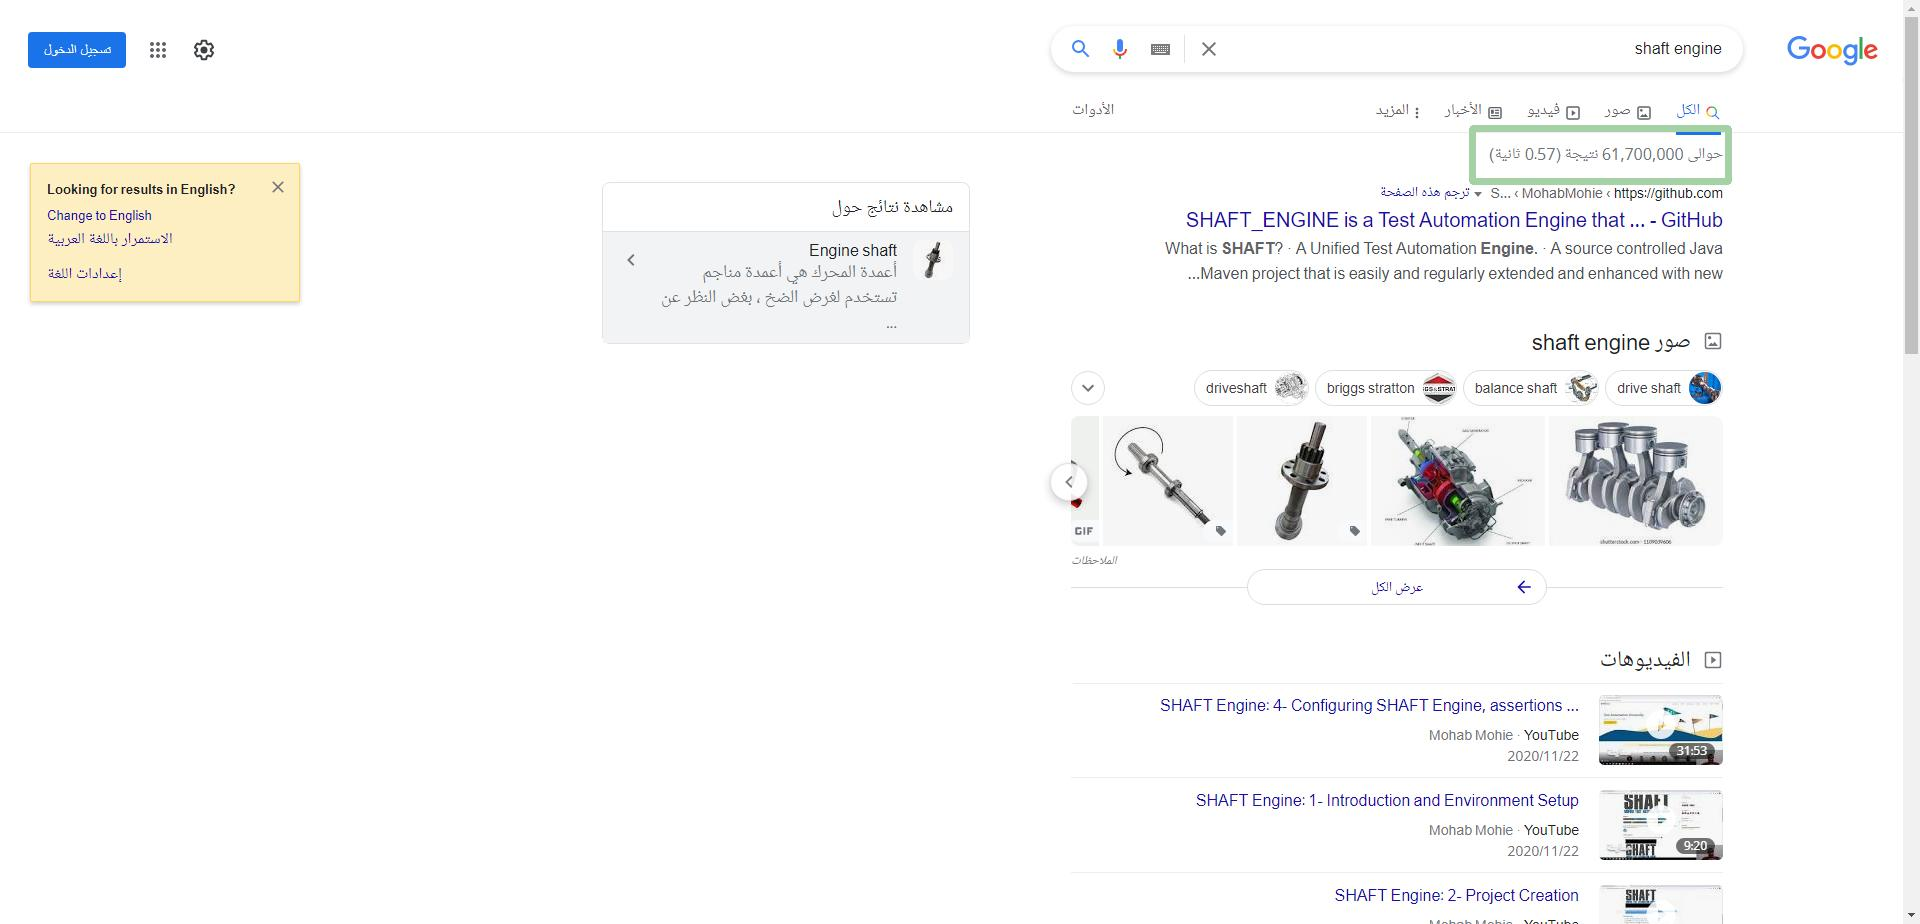 Google
shaft engine
تسجيل الدخول
الكل
صور
فيديو
الأخبار
المزيد
الأدوات
حوالى 61,700,000 نتيجة (0.57 ثانية)
https://github.com › MohabMohie › S... ترجم هذه الصفحة
SHAFT_ENGINE is a Test Automation Engine that ... - GitHub
What is SHAFT? · A Unified Test Automation Engine. · A source controlled Java
Maven project that is easily and regularly extended and enhanced with new...
صور shaft engine
drive shaft
balance shaft
briggs stratton
driveshaft
GIF
shutterstock.com · 1109039606
الملاحظات
عرض الكل
الفيديوهات
SHAFT Engine: 4- Configuring SHAFT Engine, assertions ...
YouTube · Mohab Mohie
2020/11/22
31:53
SHAFT Engine: 1- Introduction and Environment Setup
YouTube · Mohab Mohie
2020/11/22
SHAFT
SHAFT
9:20
SHAFT Engine: 2- Project Creation
YouTube · Mohab Mohie
SHAFT
مشاهدة نتائج حول
Engine shaft
أعمدة المحرك هي أعمدة مناجم
تستخدم لغرض الضخ ، بغض النظر عن
...
Looking for results in English?
Change to English
الاستمرار باللغة العربية
إعدادات اللغة